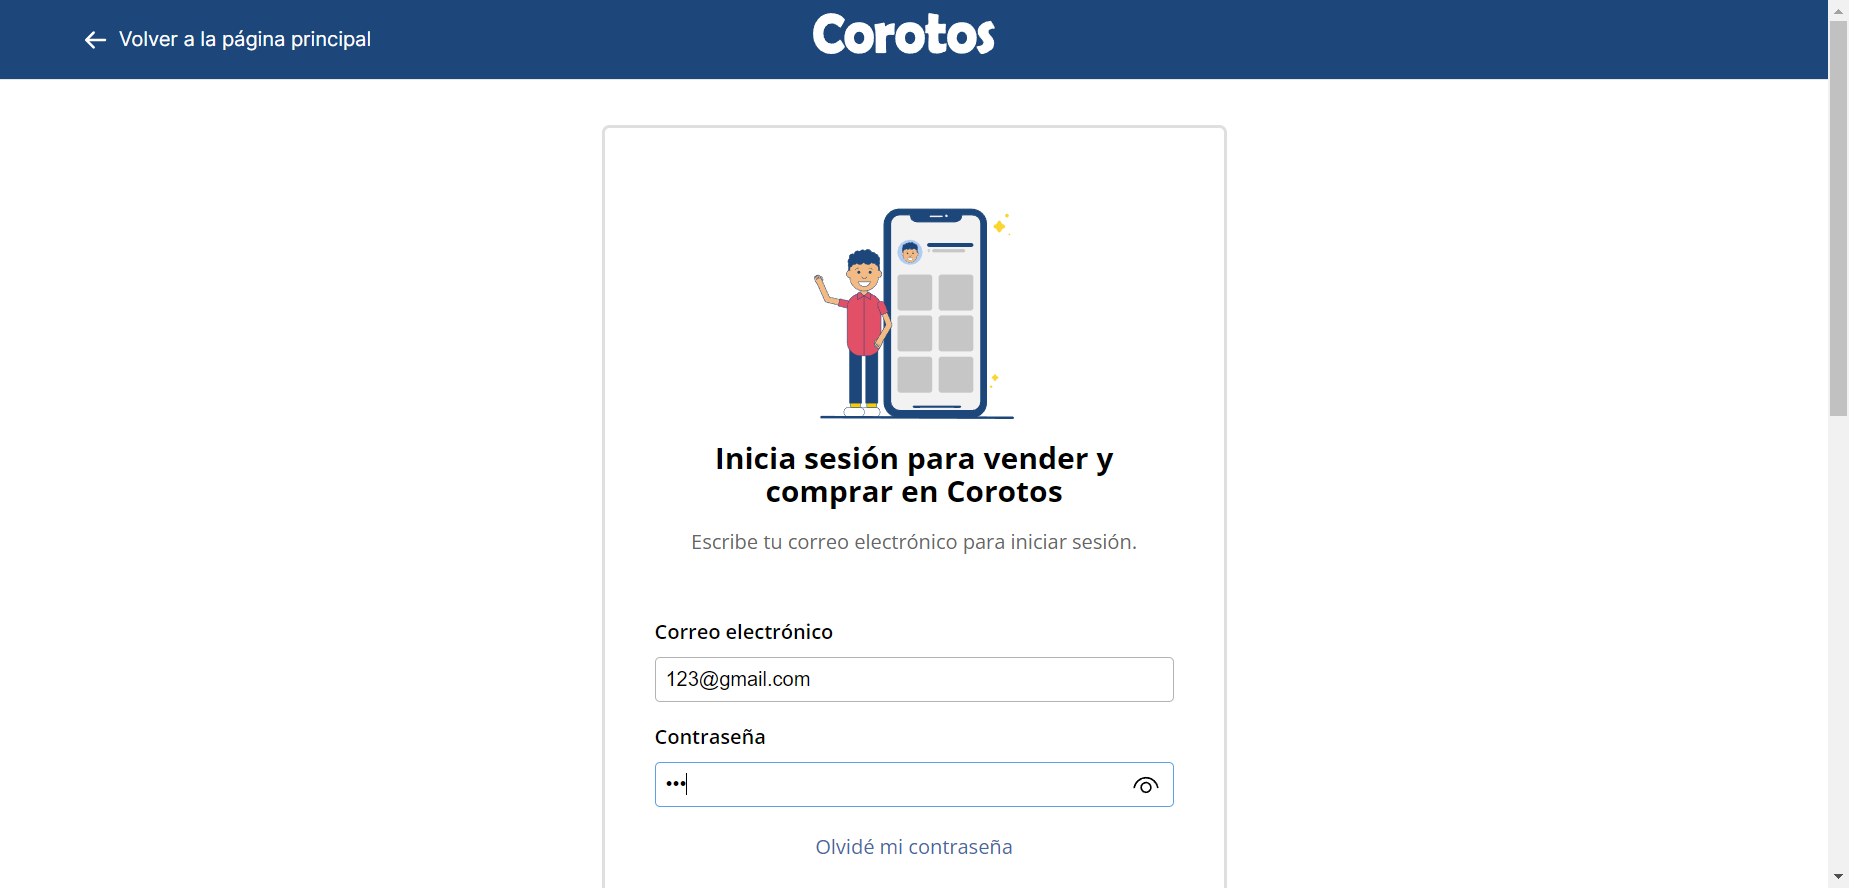 Volver a la página principal
Corotos
Inicia sesión para vender y
comprar en Corotos
Escribe tu correo electrónico para iniciar sesión.
Correo electrónico
123@gmail.com
Contraseña
•••
Olvidé mi contraseña